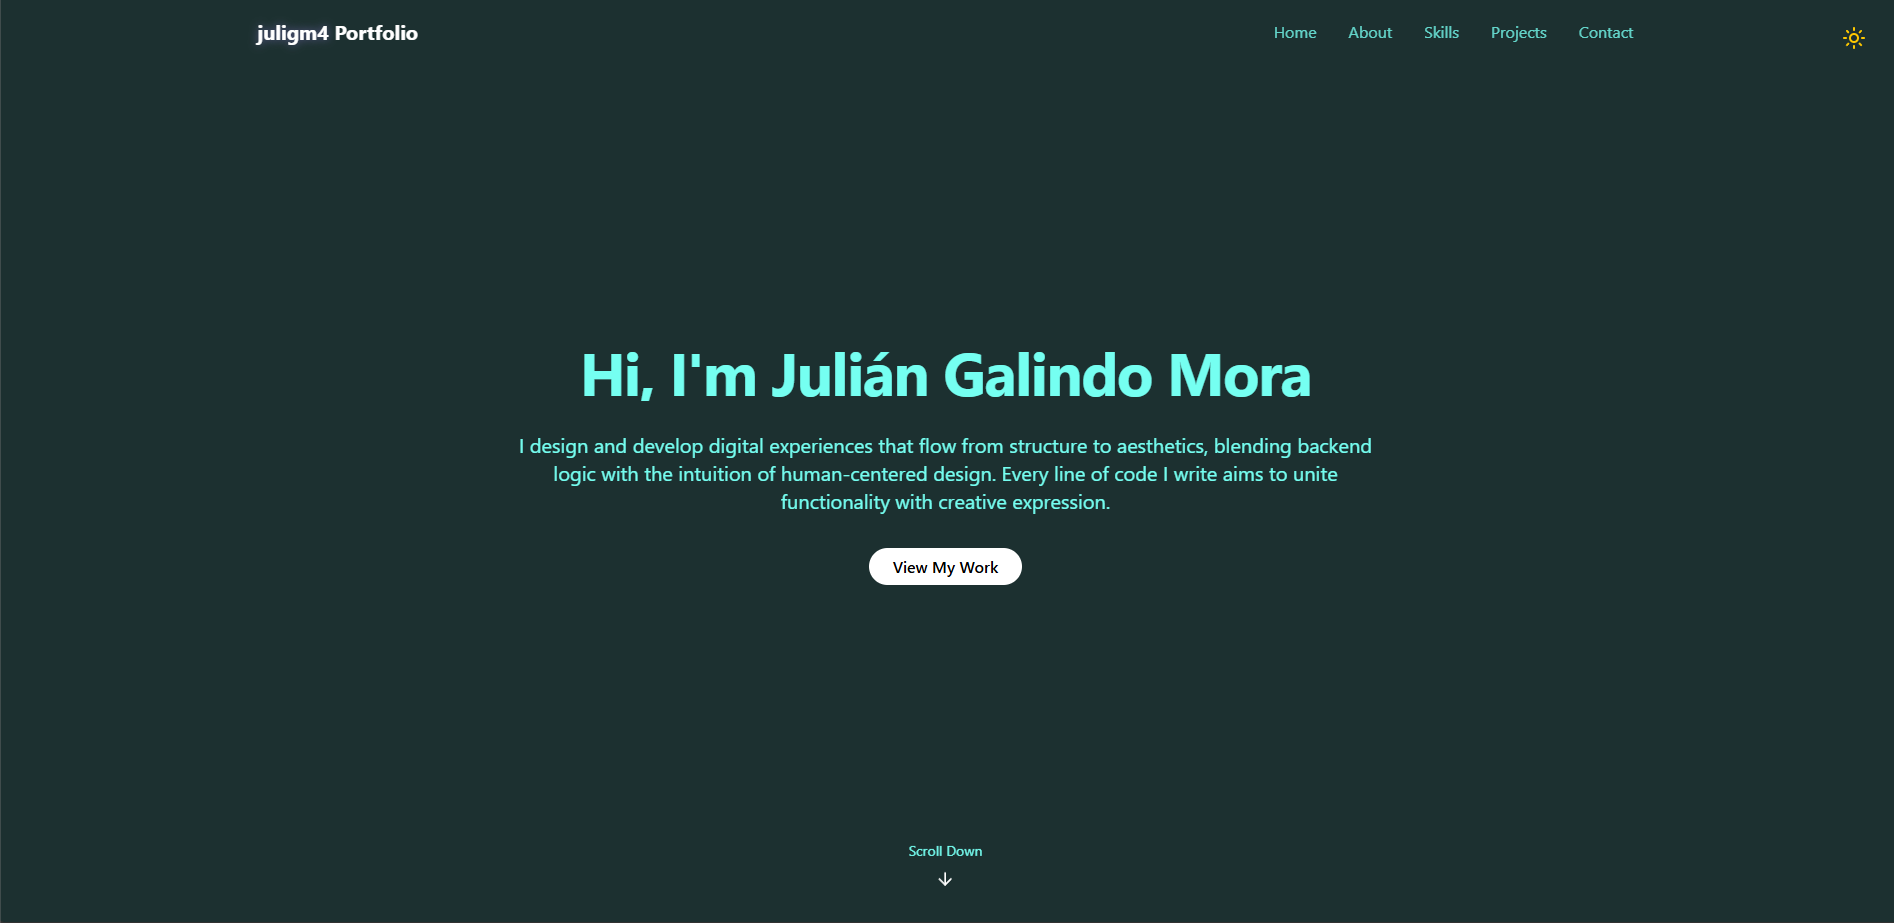 juligm4 Portfolio
Home About Skills Projects Contact
Hi, I'm Julián Galindo Mora
I design and develop digital experiences that flow from structure to aesthetics, blending backend
logic with the intuition of human-centered design. Every line of code I write aims to unite
functionality with creative expression.
View My Work
Scroll Down